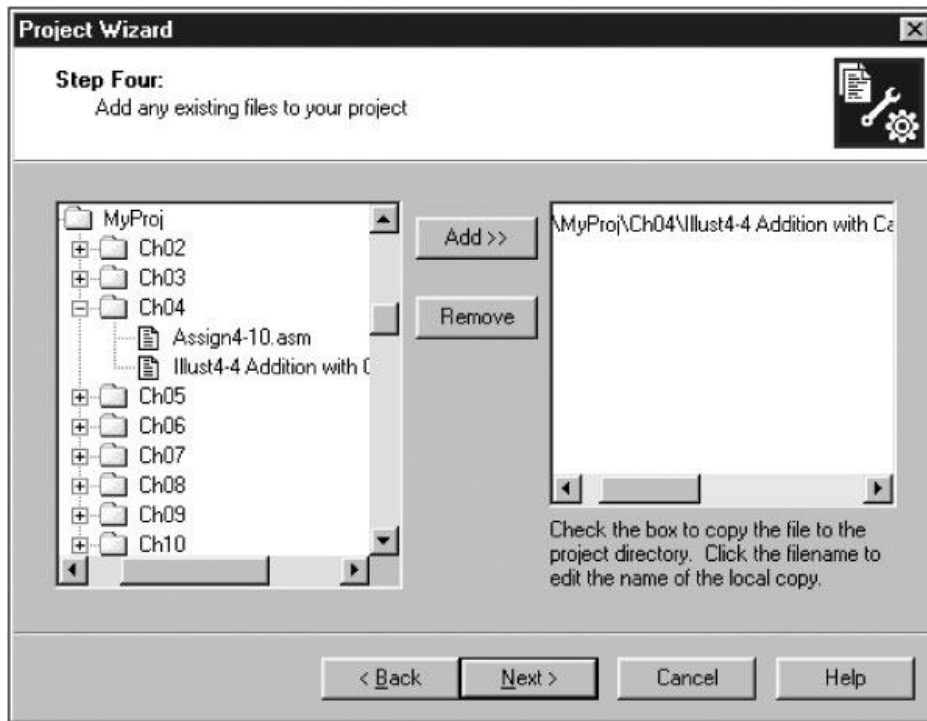 Project Wizard
Step Four:
Add any existing files to your project
MyProj
Ch02
Ch03
Ch04
Assign4-10.asm
Illust4-4 Addition with
Ch05
Ch06
Ch07
Ch08
Ch09
Ch10
Add >>
Remove
\MyProj\Ch04\Illust4-4 Addition with Ca
Check the box to copy the file to the
project directory. Click the filename to
edit the name of the local copy.
< Back
Next >
Cancel
Help